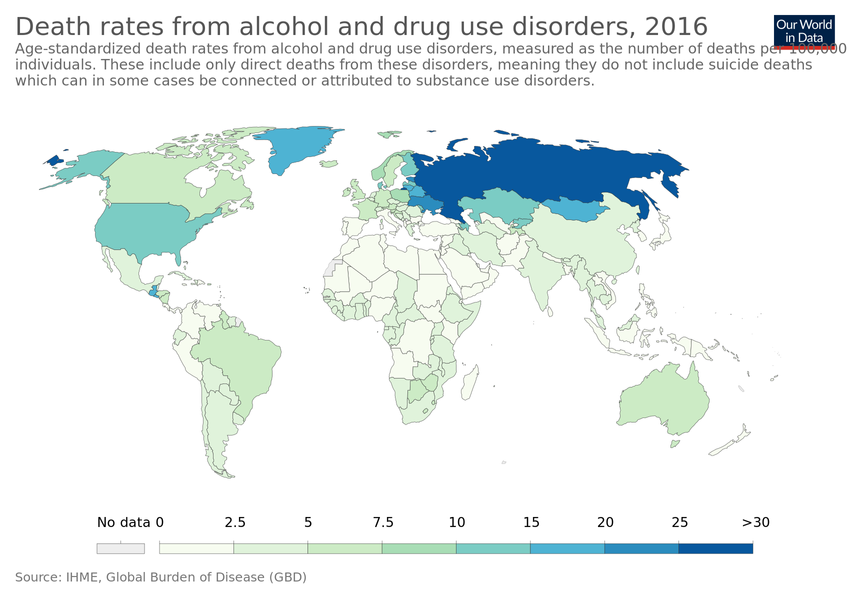 Death rates from alcohol and drug use disorders, 2016
Our World
in Data
Age-standardized death rates from alcohol and drug use disorders, measured as the number of deaths per 100,000
individuals. These include only direct deaths from these disorders, meaning they do not include suicide deaths
which can in some cases be connected or attributed to substance use disorders.
No data 0 2.5 5 7.5 10 15 20 25 >30
Source: IHME, Global Burden of Disease (GBD)